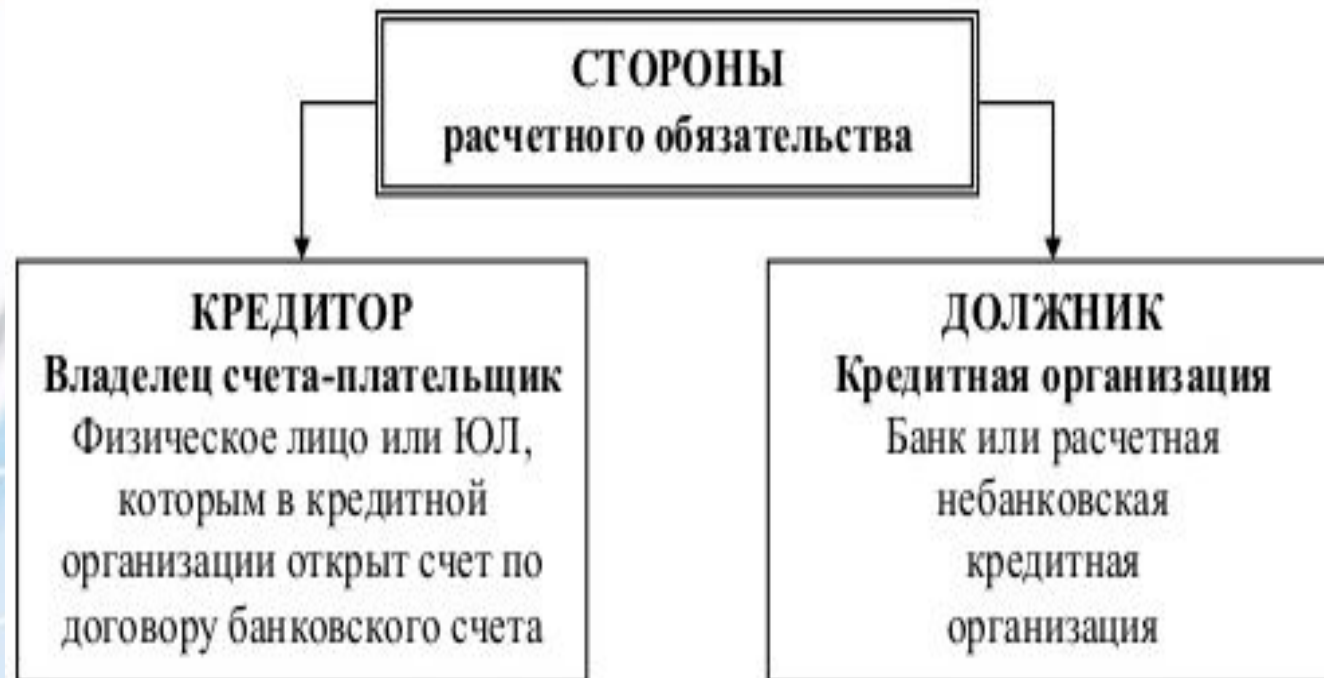 СТОРОНЫ
расчетного обязательства
КРЕДИТОР
Владелец счета-плательщик
Физическое лицо или ЮЛ,
которым в кредитной
организации открыт счет по
договору банковского счета
ДОЛЖНИК
Кредитная организация
Банк или расчетная
небанковская
кредитная
организация